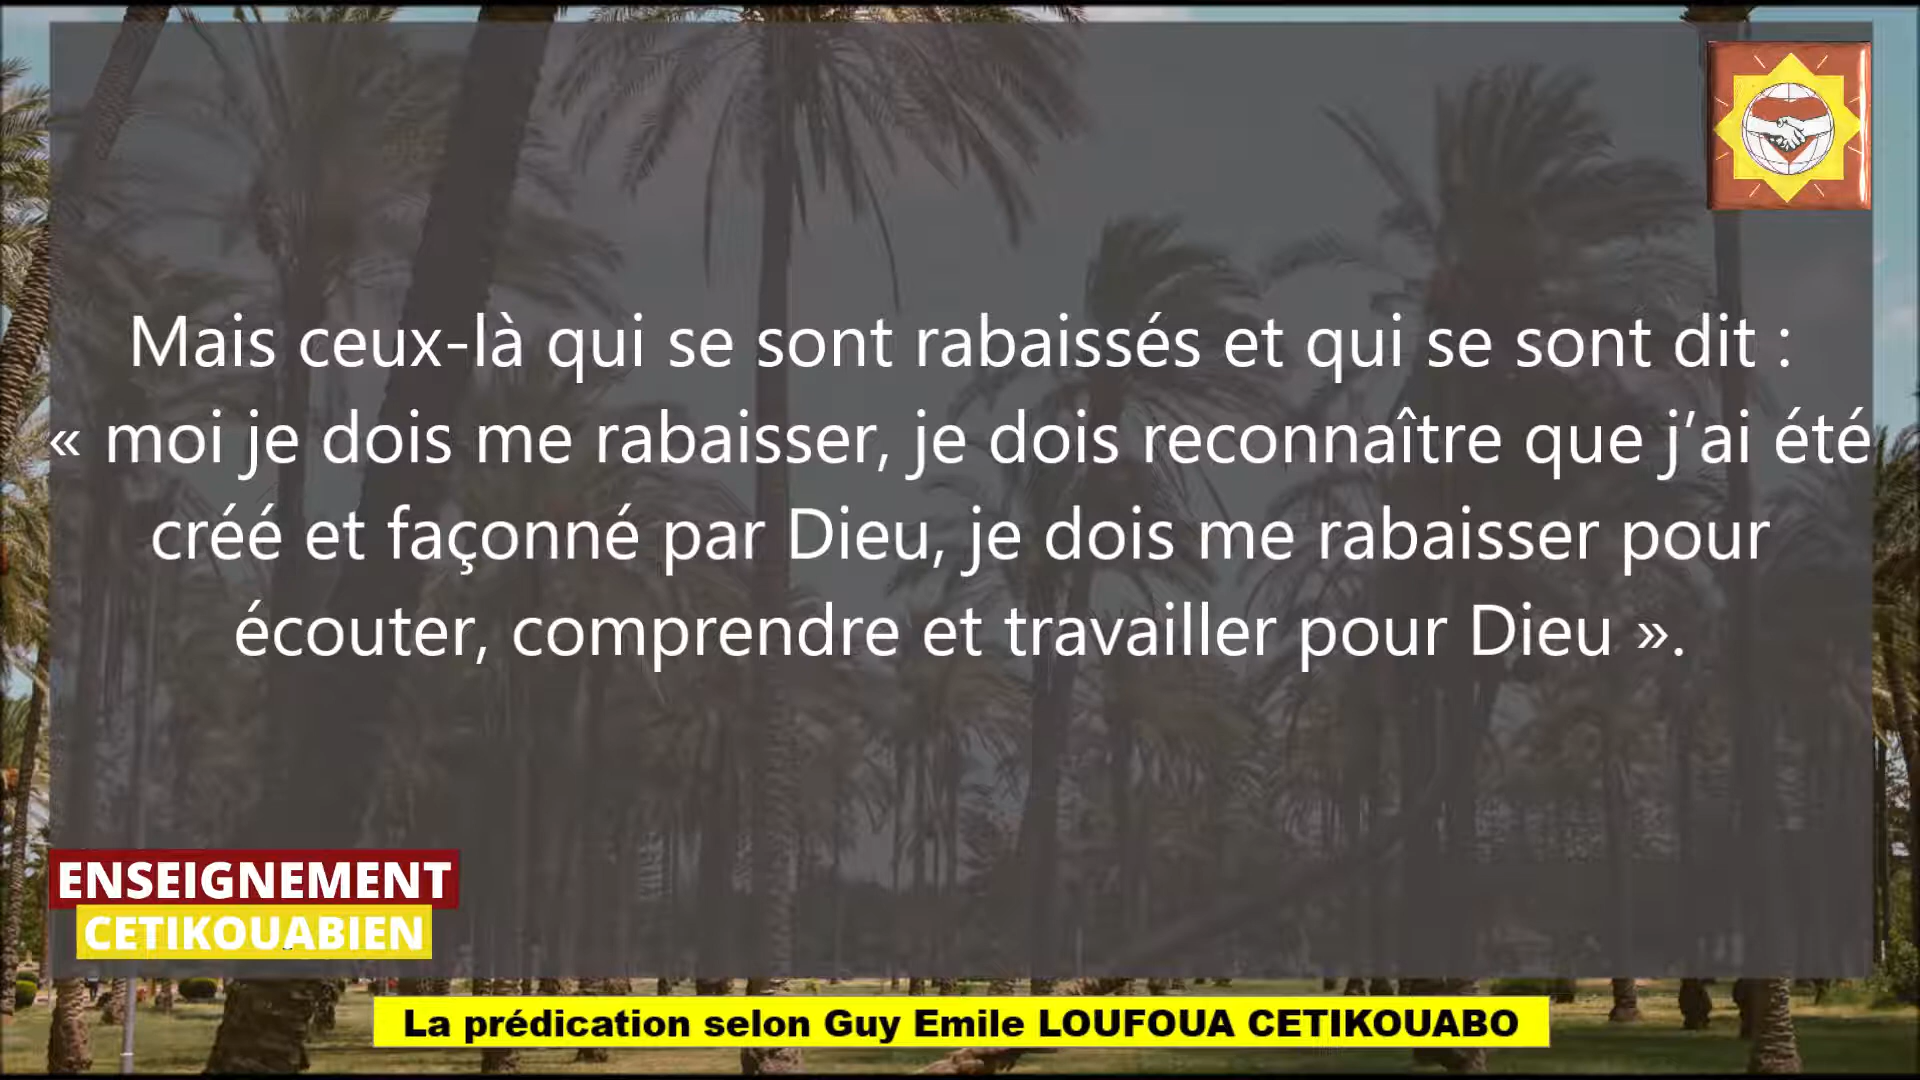 Mais ceux-là qui se sont rabaissés et qui se sont dit :
« moi je dois me rabaisser, je dois reconnaître que j’ai été
créé et façonné par Dieu, je dois me rabaisser pour
écouter, comprendre et travailler pour Dieu ».
ENSEIGNEMENT
CETIKOUABIEN
La prédication selon Guy Emile LOUFOUA CETIKOUABO